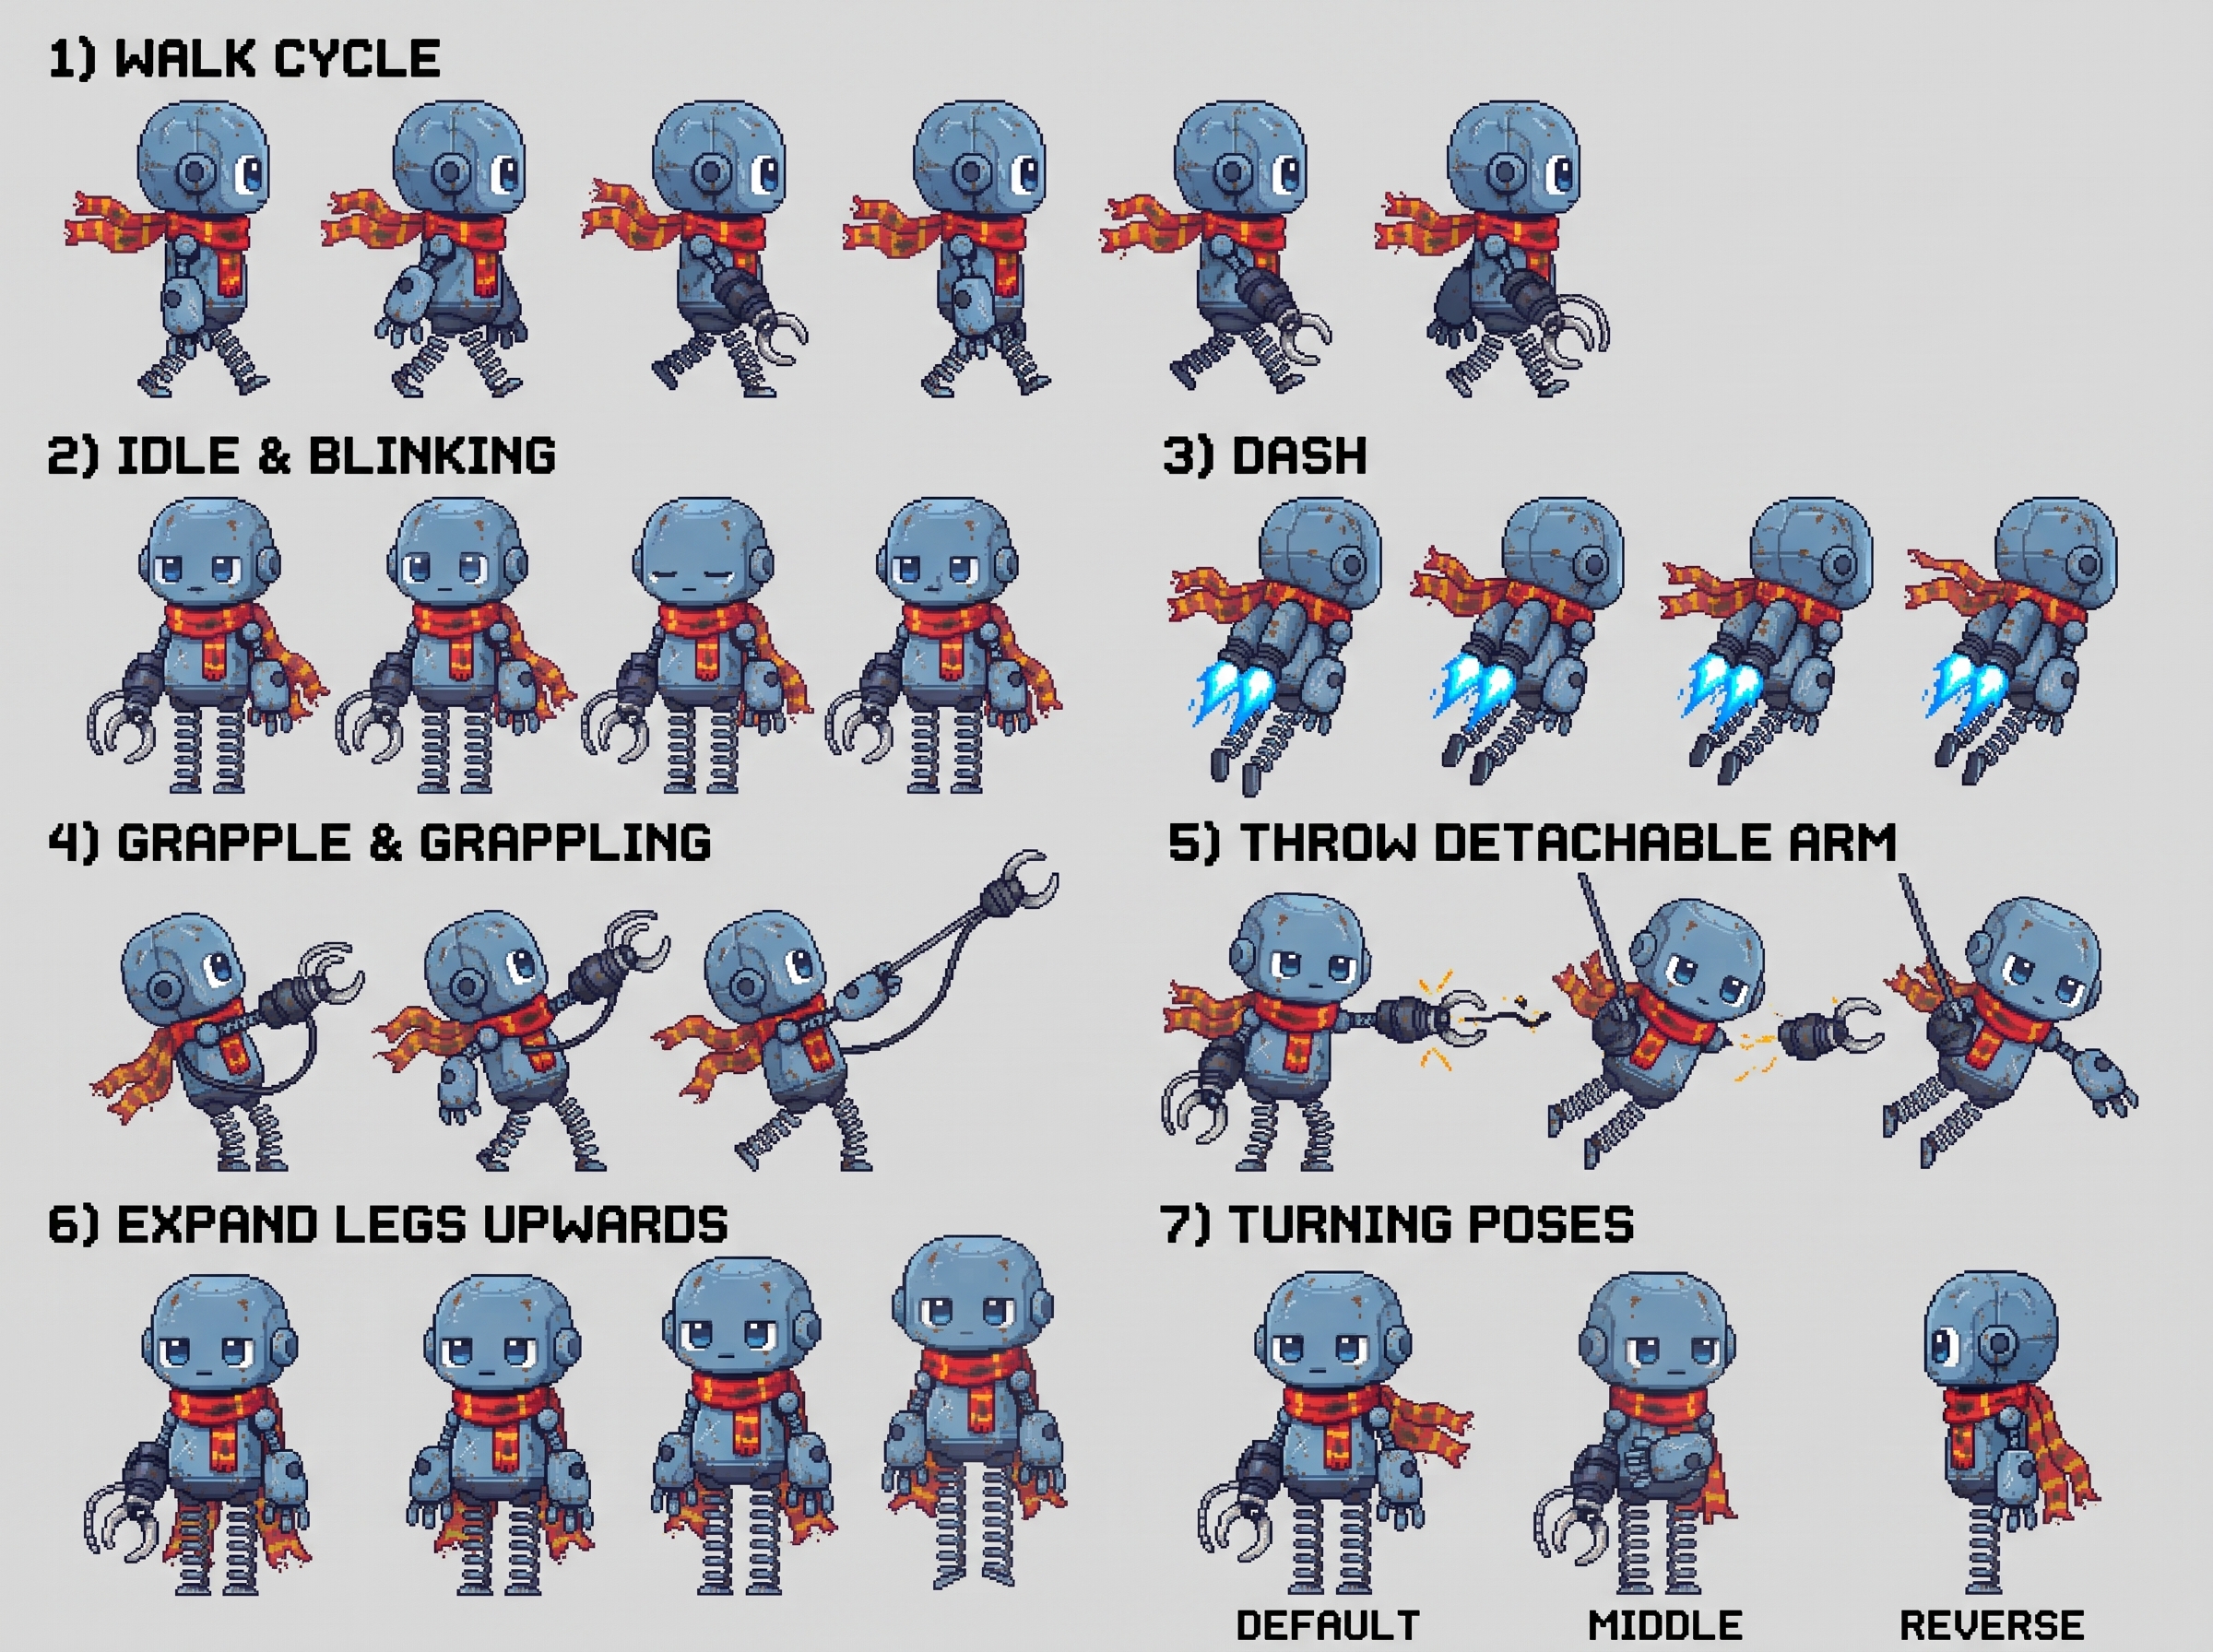 1) WALK CYCLE
2) IDLE & BLINKING
3) DASH
4) GRAPPLE & GRAPPLING
5) THROW DETACHABLE ARM
6) EXPAND LEGS UPWARDS
7) TURNING POSES
DEFAULT
MIDDLE
REVERSE